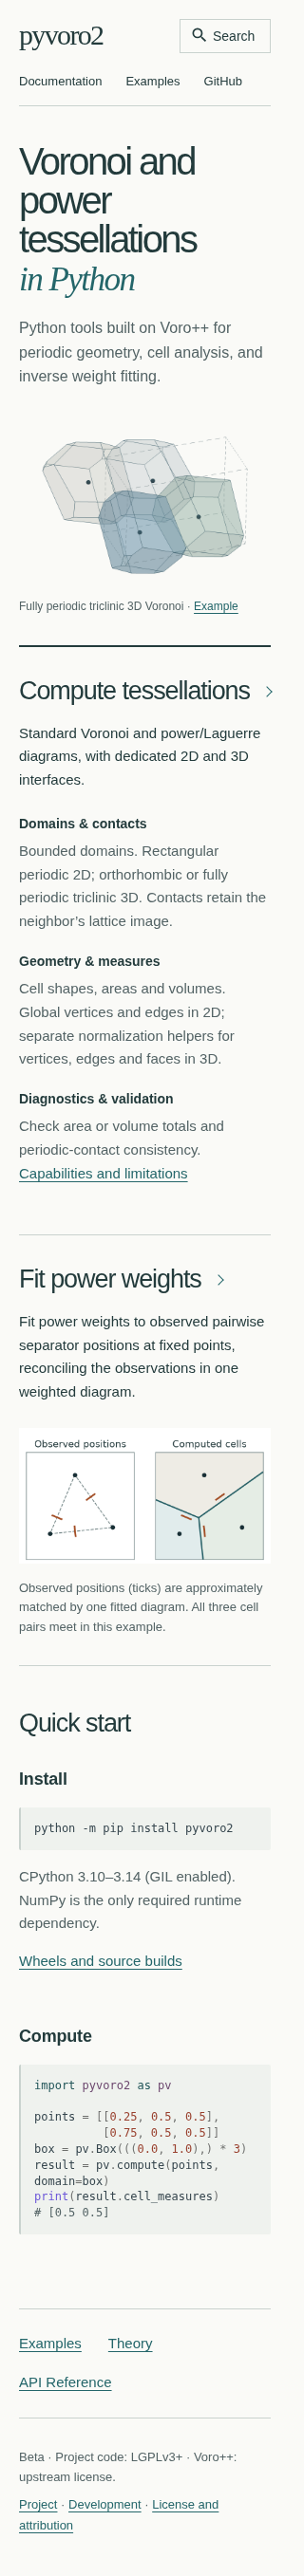 pyvoro2
Search
Documentation Examples GitHub
Voronoi and
power
tessellations
in Python
Python tools built on Voro++ for
periodic geometry, cell analysis, and
inverse weight fitting.
Fully periodic triclinic 3D Voronoi · Example
Compute tessellations
Standard Voronoi and power/Laguerre
diagrams, with dedicated 2D and 3D
interfaces.
Domains & contacts
Bounded domains. Rectangular
periodic 2D; orthorhombic or fully
periodic triclinic 3D. Contacts retain the
neighbor’s lattice image.
Geometry & measures
Cell shapes, areas and volumes.
Global vertices and edges in 2D;
separate normalization helpers for
vertices, edges and faces in 3D.
Diagnostics & validation
Check area or volume totals and
periodic-contact consistency.
Capabilities and limitations
Fit power weights
Fit power weights to observed pairwise
separator positions at fixed points,
reconciling the observations in one
weighted diagram.
Observed positions Computed cells
Observed positions (ticks) are approximately
matched by one fitted diagram. All three cell
pairs meet in this example.
Quick start
Install
python -m pip install pyvoro2
CPython 3.10–3.14 (GIL enabled).
NumPy is the only required runtime
dependency.
Wheels and source builds
Compute
import pyvoro2 as pv
points = [[0.25, 0.5, 0.5],
[0.75, 0.5, 0.5]]
box = pv.Box(((0.0, 1.0),) * 3)
result = pv.compute(points,
domain=box)
print(result.cell_measures)
# [0.5 0.5]
Examples Theory
API Reference
Beta · Project code: LGPLv3+ · Voro++:
upstream license.
Project · Development · License and
attribution